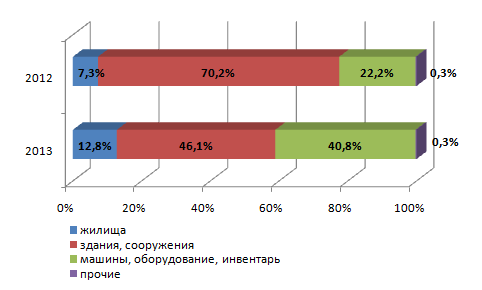 2012
7,3%
70,2%
22,2%
0,3%
2013
12,8%
46,1%
40,8%
0,3%
0% 20% 40% 60% 80% 100%
жилища
здания, сооружения
машины, оборудование, инвентарь
прочие